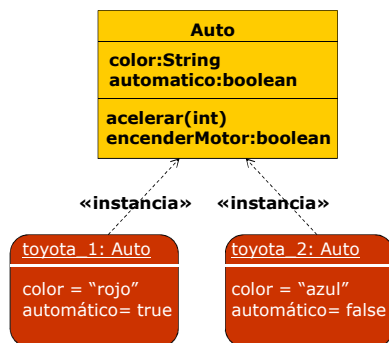 Auto
color:String
automatico:boolean
acelerar(int)
encenderMotor:boolean
«instancia» «instancia»
toyota_1: Auto
color = “rojo”
automático= true
toyota_2: Auto
color = “azul”
automático= false